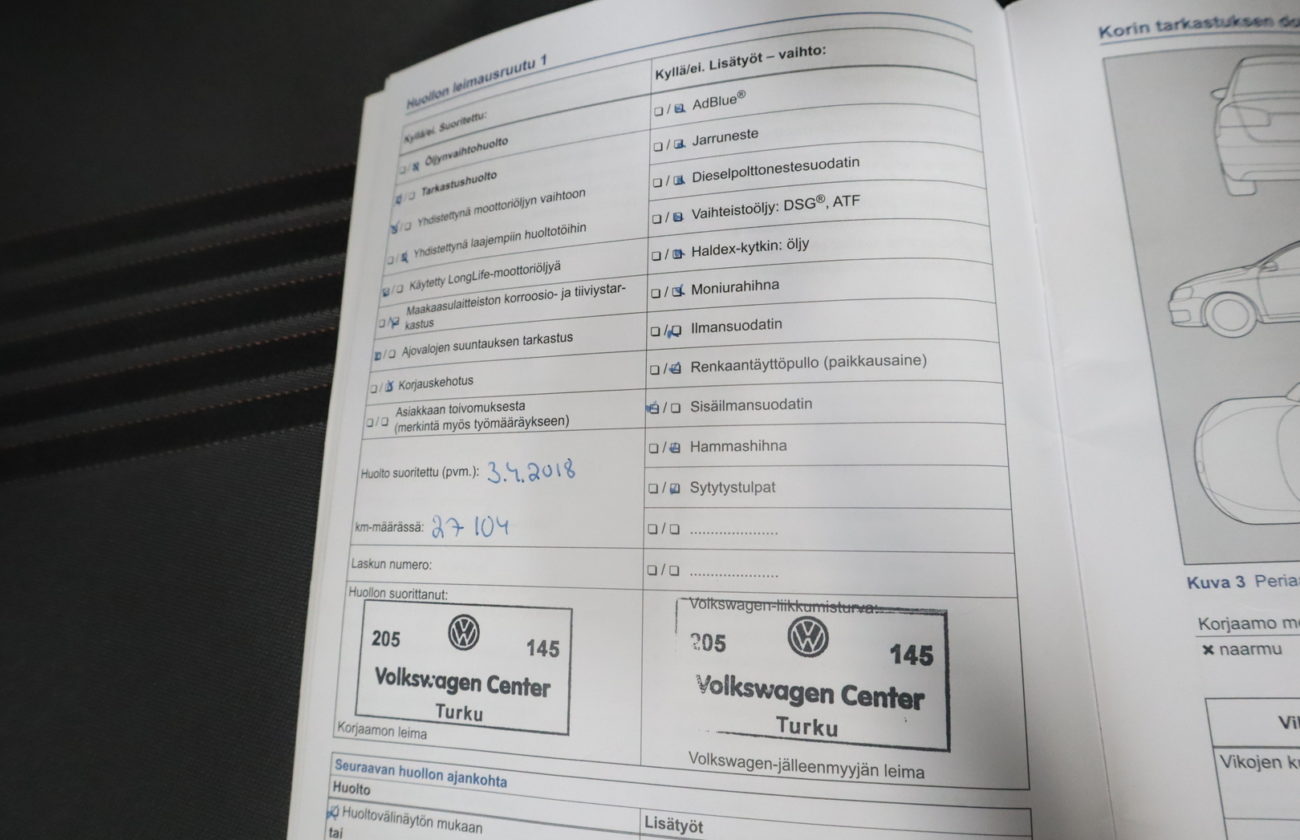 Huollon leimausruutu 1
Kyllä/ei. Suoritettu:
Öljynvaihtohuolto
Tarkastushuolto
Yhdistettynä moottoriöljyn vaihtoon
Yhdistettynä laajempiin huoltotöihin
Käytetty LongLife-moottoriöljyä
Maakaasulaitteiston korroosio- ja tiiviystar-
kastus
Ajovalojen suuntauksen tarkastus
Korjauskehotus
Asiakkaan toivomuksesta
(merkintä myös työmääräykseen)
Huolto suoritettu (pvm.): 3.4.2018
km-määrässä: 27 104
Laskun numero:
Huollon suorittanut:
205 145
Volkswagen Center
Turku
Korjaamon leima
Kyllä/ei. Lisätyöt – vaihto:
AdBlue®
Jarruneste
Dieselpolttonestesuodatin
Vaihteistoöljy: DSG®, ATF
Haldex-kytkin: öljy
Moniurahihna
Ilmansuodatin
Renkaantäyttöpullo (paikkausaine)
Sisäilmansuodatin
Hammashihna
Sytytystulpat
.....................
.....................
Volkswagen-liikkumisturva:
205 145
Volkswagen Center
Turku
Volkswagen-jälleenmyyjän leima
Seuraavan huollon ajankohta
Huolto
Huoltovälinäytön mukaan
tai
Lisätyöt
Korin tarkastuksen
Kuva 3
Korjaamo
× naarmu
Vikojen